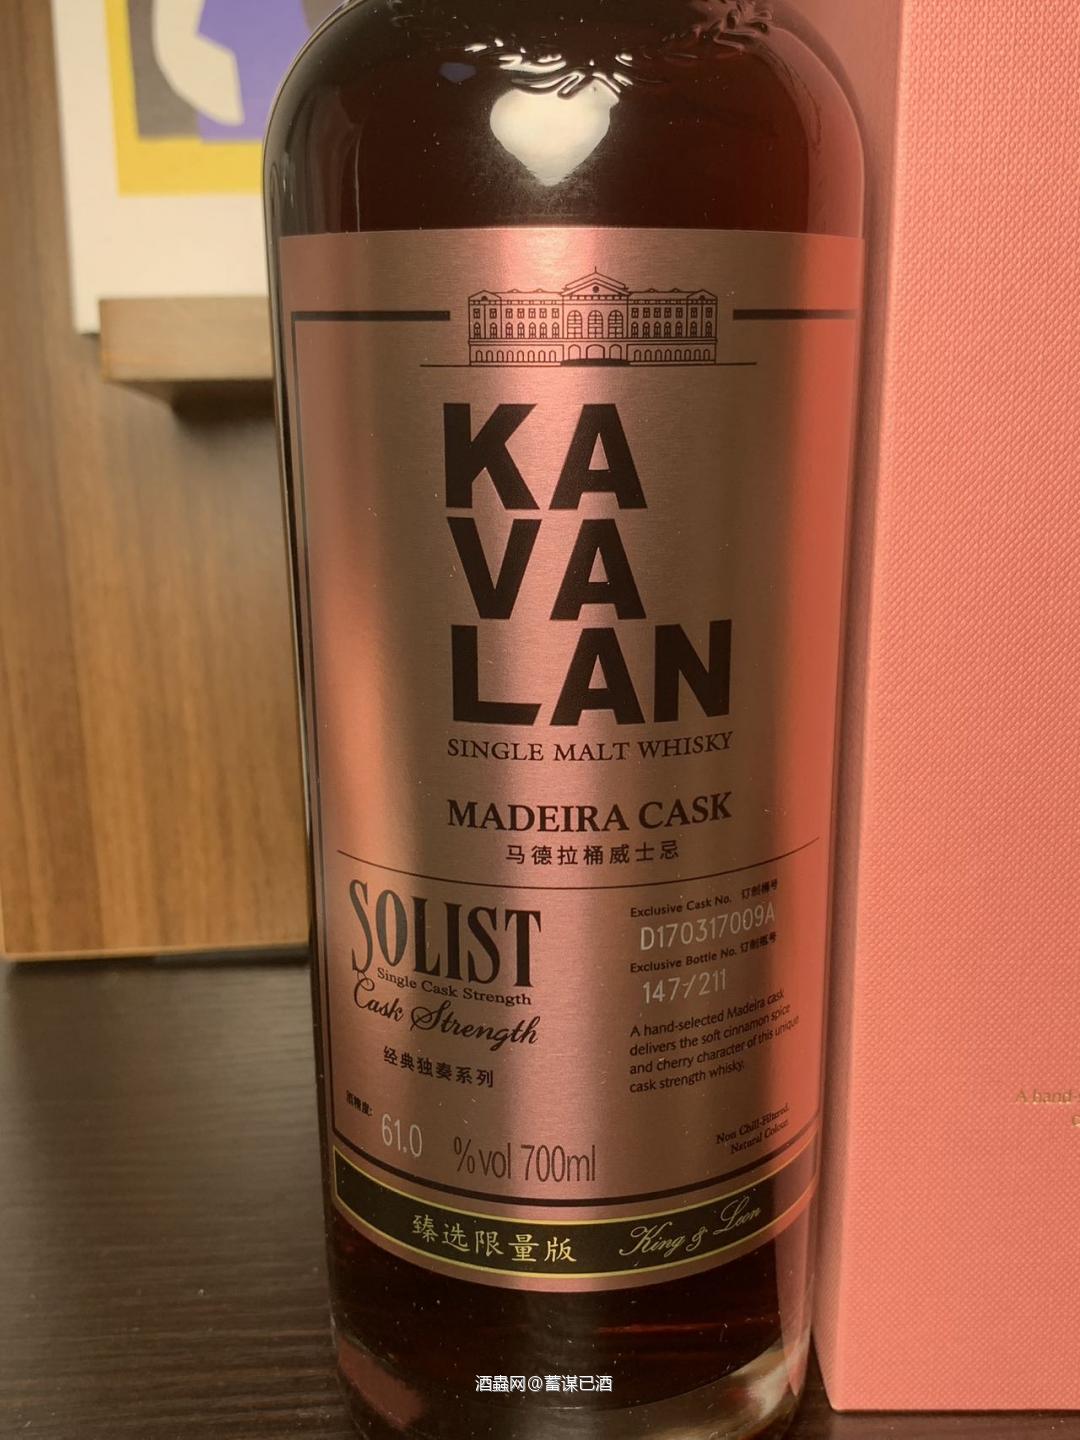 KA
VA
LAN
SINGLE MALT WHISKY
MADEIRA CASK
马德拉桶威士忌
SOLIST
Single Cask Strength
Cask Strength
经典独奏系列
酒精度:
61.0 %vol 700ml
Exclusive Cask No. 订制桶号
D170317009A
Exclusive Bottle No. 订制瓶号
147/211
A hand-selected Madeira cask
delivers the soft cinnamon spice
and cherry character of this unique
cask strength whisky.
Non Chill-Filtered.
Natural Colour.
臻选限量版 King & Leon
A hand-
酒蟲网@蓄谋已酒